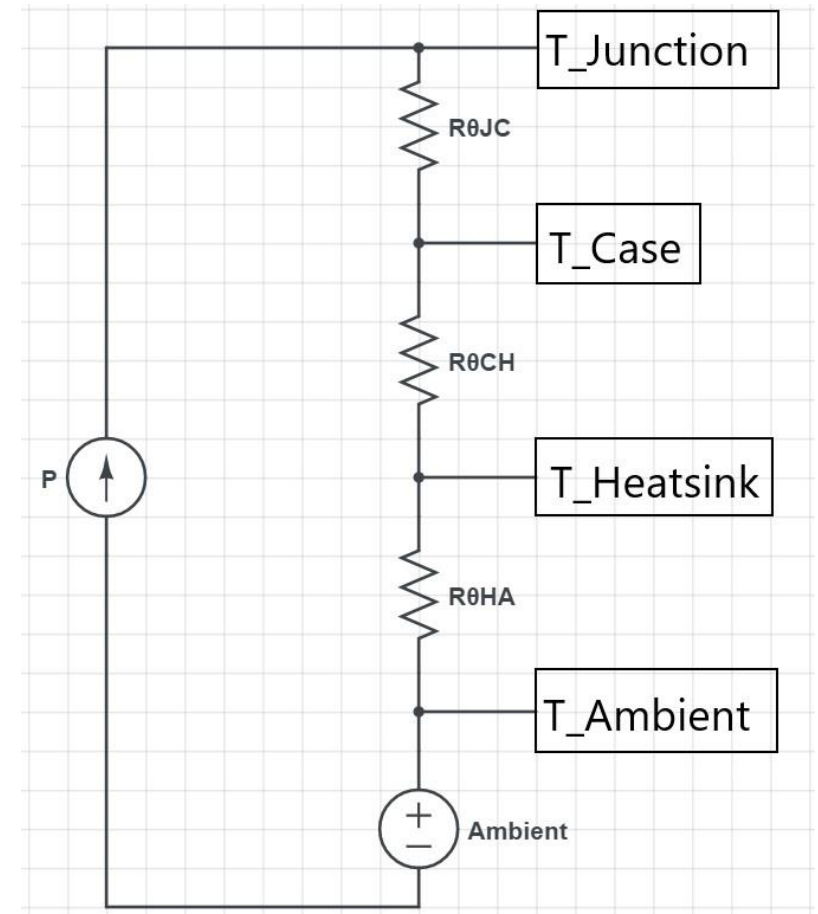 T_Junction
RθJC
T_Case
RθCH
P
T_Heatsink
RθHA
T_Ambient
+
−
Ambient